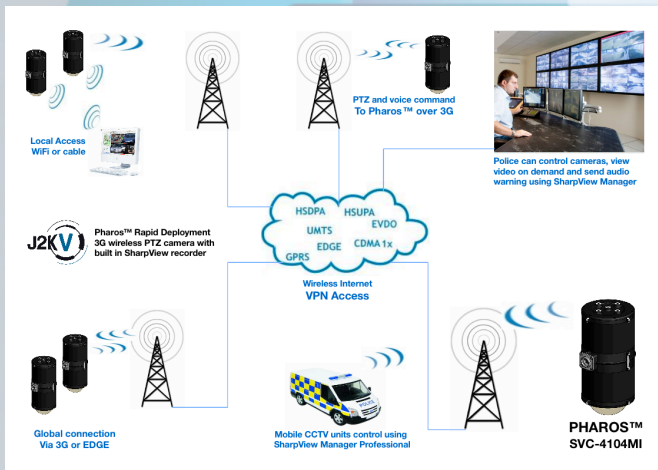 Local Access
WiFi or cable
PTZ and voice command
To Pharos™ over 3G
Police can control cameras, view
video on demand and send audio
warning using SharpView Manager
J2KV
Pharos™ Rapid Deployment
3G wireless PTZ camera with
built in SharpView recorder
HSDPA HSUPA
UMTS EVDO
EDGE CDMA 1x
GPRS
Wireless Internet
VPN Access
Global connection
Via 3G or EDGE
POLICE
Mobile CCTV units control using
SharpView Manager Professional
PHAROS™
SVC-4104MI